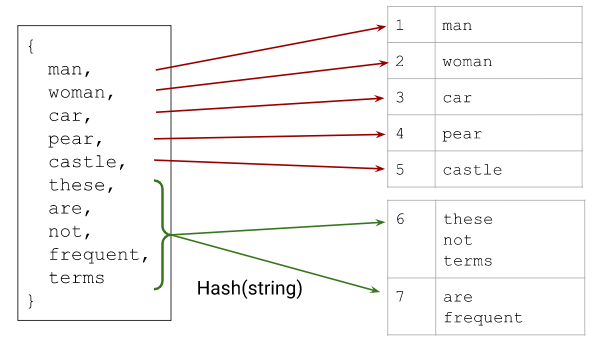 {
man,
woman,
car,
pear,
castle,
these,
are,
not,
frequent,
terms
}
Hash(string)
1 man
2 woman
3 car
4 pear
5 castle
6 these
not
terms
7 are
frequent